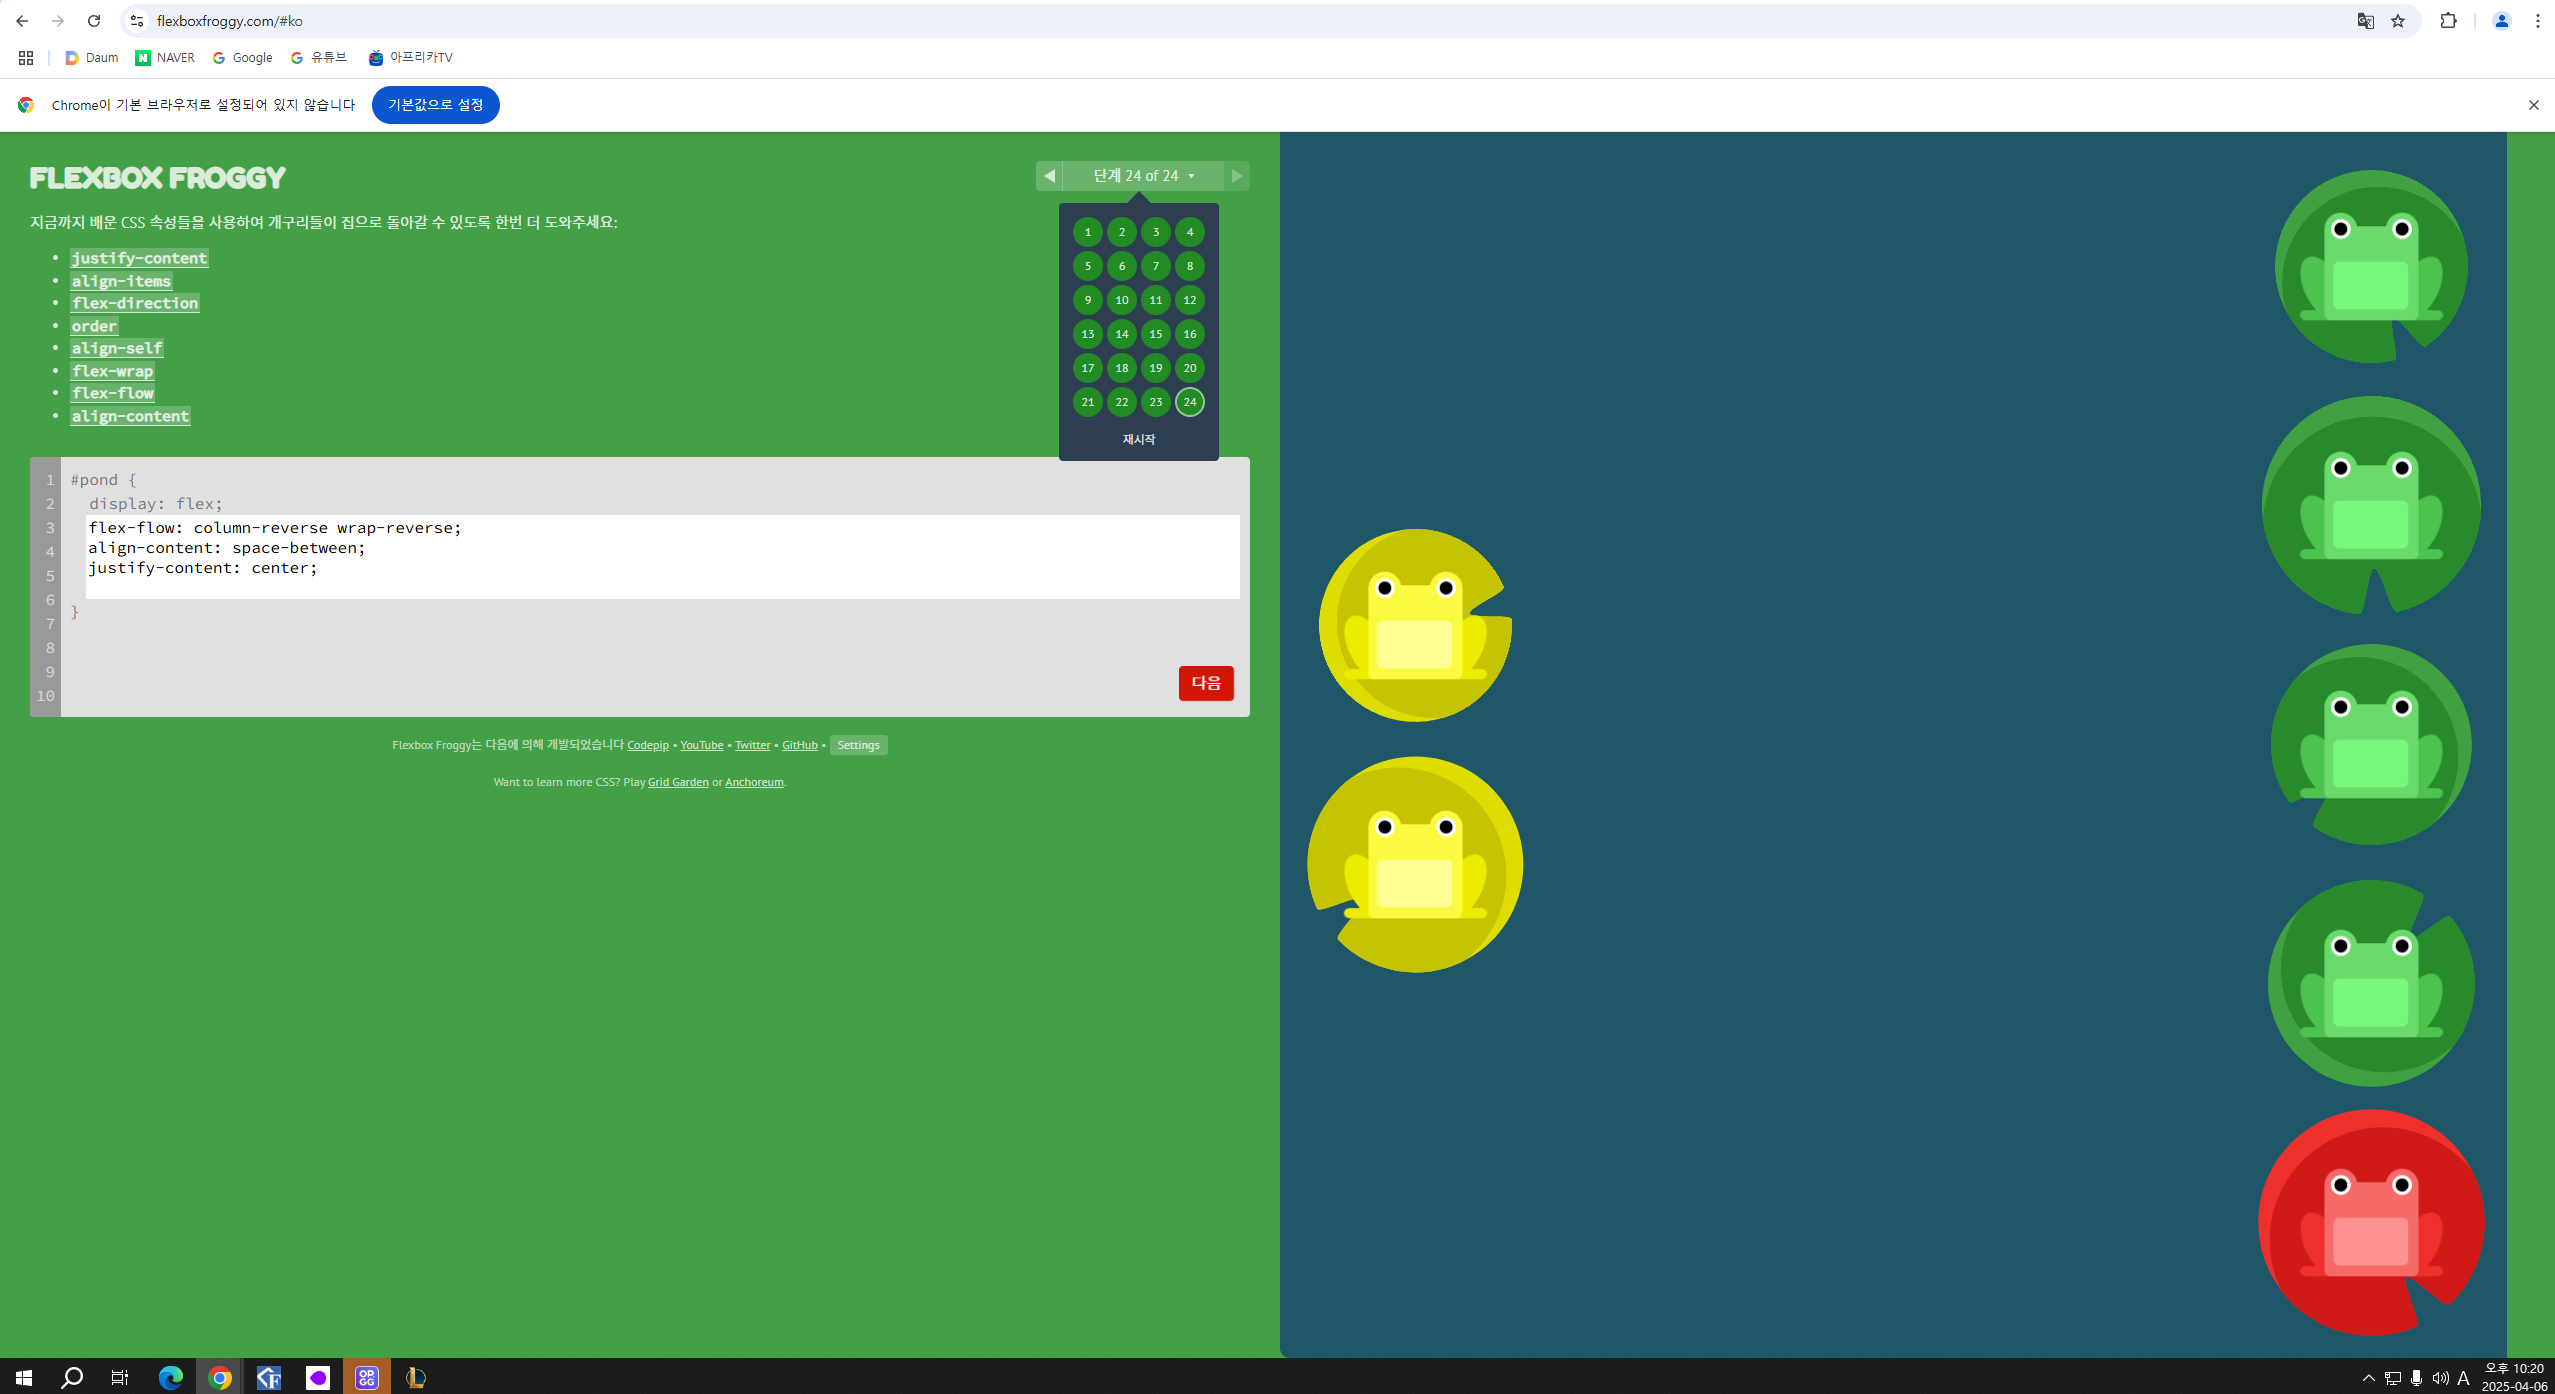 flexboxfroggy.com/#ko
Daum NAVER Google 유튜브 아프리카TV
Chrome이 기본 브라우저로 설정되어 있지 않습니다 기본값으로 설정
FLEXBOX FROGGY
◀ 단계 24 of 24 ▾ ▶
지금까지 배운 CSS 속성들을 사용하여 개구리들이 집으로 돌아갈 수 있도록 한번 더 도와주세요:
• justify-content
• align-items
• flex-direction
• order
• align-self
• flex-wrap
• flex-flow
• align-content
1 2 3 4
5 6 7 8
9 10 11 12
13 14 15 16
17 18 19 20
21 22 23 24
재시작
1 #pond {
2 display: flex;
3 flex-flow: column-reverse wrap-reverse;
4 align-content: space-between;
5 justify-content: center;
6 }
7
8
9
10
다음
Flexbox Froggy는 다음에 의해 개발되었습니다 Codepip • YouTube • Twitter • GitHub • Settings
Want to learn more CSS? Play Grid Garden or Anchoreum.
OP.GG
A
오후 10:20
2025-04-06